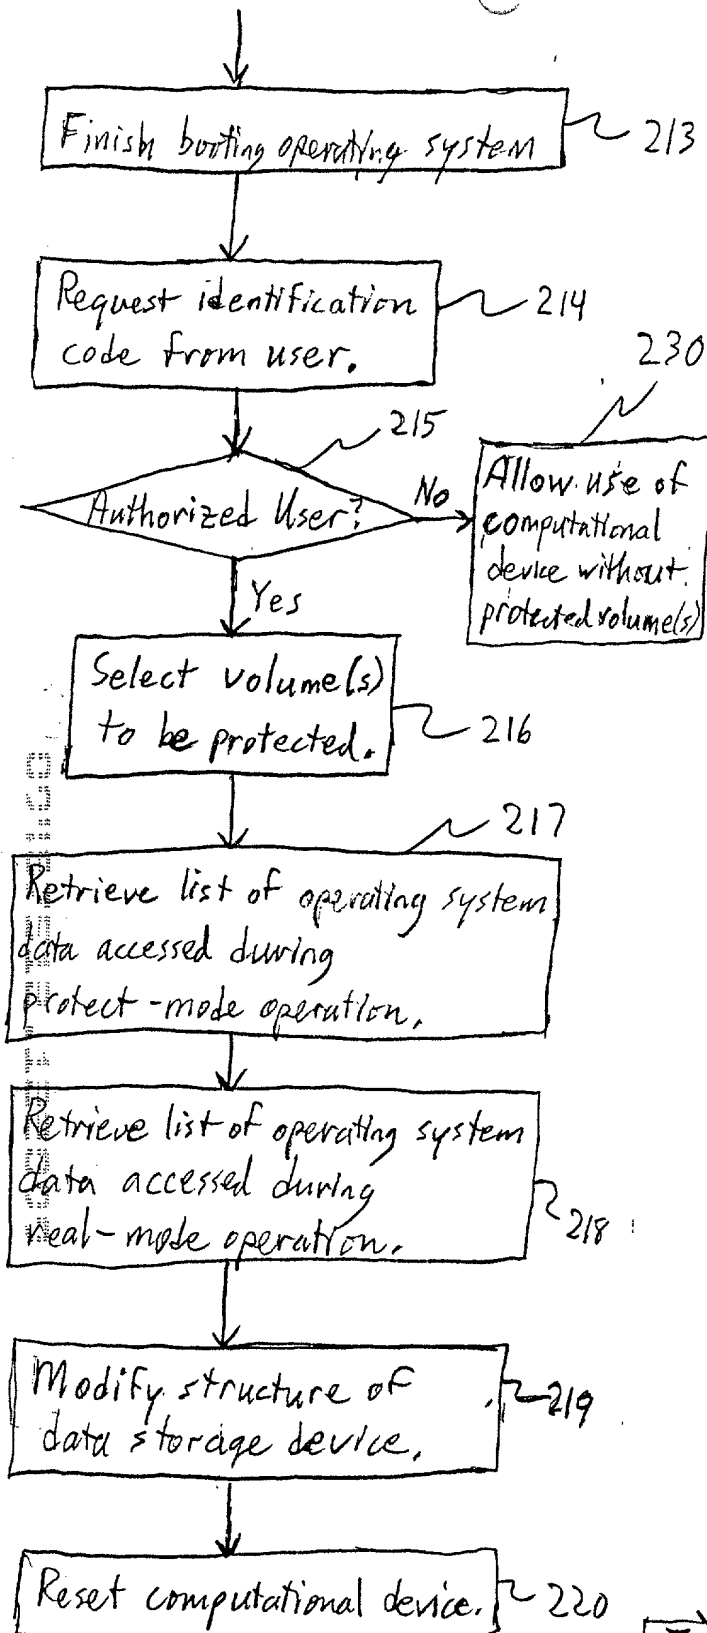 Finish booting operating system
213
Request identification
code from user.
214
230
215
Authorized User?
No
Allow use of
computational
device without
protected volume(s)
Yes
Select volume(s)
to be protected.
216
217
Retrieve list of operating system
data accessed during
protect-mode operation.
Retrieve list of operating system
data accessed during
real-mode operation.
218
Modify structure of
data storage device.
219
Reset computational device.
220